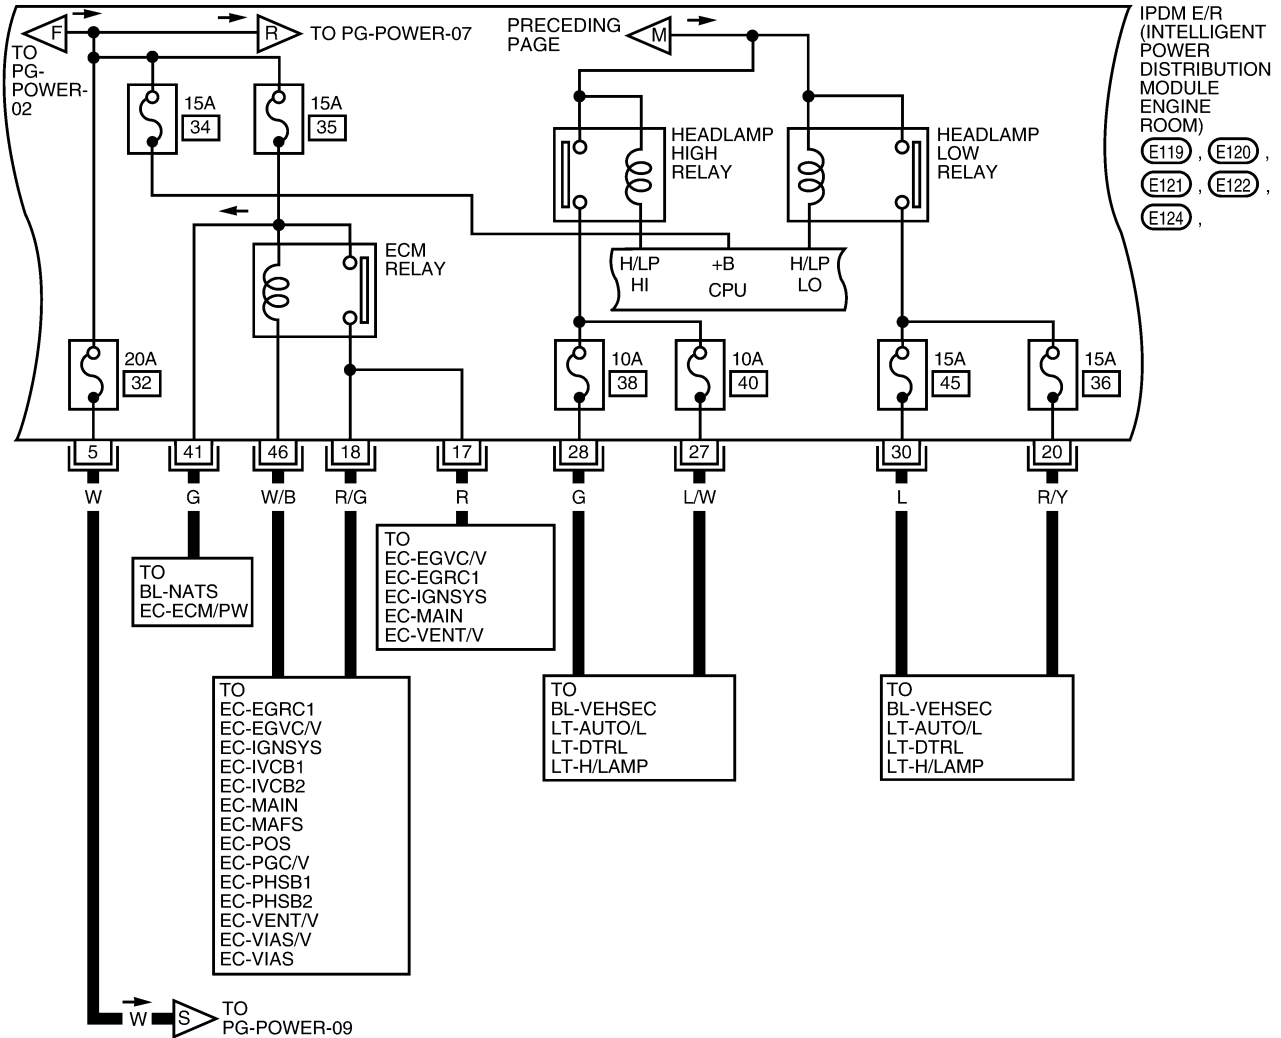 F
R
TO PG-POWER-07
TO
PG-
POWER-
02
PRECEDING
PAGE
M
IPDM E/R
(INTELLIGENT
POWER
DISTRIBUTION
MODULE
ENGINE
ROOM)
E119 , E120 ,
E121 , E122 ,
E124 ,
15A
34
15A
35
HEADLAMP
HIGH
RELAY
HEADLAMP
LOW
RELAY
ECM
RELAY
H/LP
HI
+B
CPU
H/LP
LO
20A
32
10A
38
10A
40
15A
45
15A
36
5 41 46 18 17 28 27 30 20
W G W/B R/G R G L/W L R/Y
TO
BL-NATS
EC-ECM/PW
TO
EC-EGVC/V
EC-EGRC1
EC-IGNSYS
EC-MAIN
EC-VENT/V
TO
EC-EGRC1
EC-EGVC/V
EC-IGNSYS
EC-IVCB1
EC-IVCB2
EC-MAIN
EC-MAFS
EC-POS
EC-PGC/V
EC-PHSB1
EC-PHSB2
EC-VENT/V
EC-VIAS/V
EC-VIAS
TO
BL-VEHSEC
LT-AUTO/L
LT-DTRL
LT-H/LAMP
TO
BL-VEHSEC
LT-AUTO/L
LT-DTRL
LT-H/LAMP
W
S
TO
PG-POWER-09